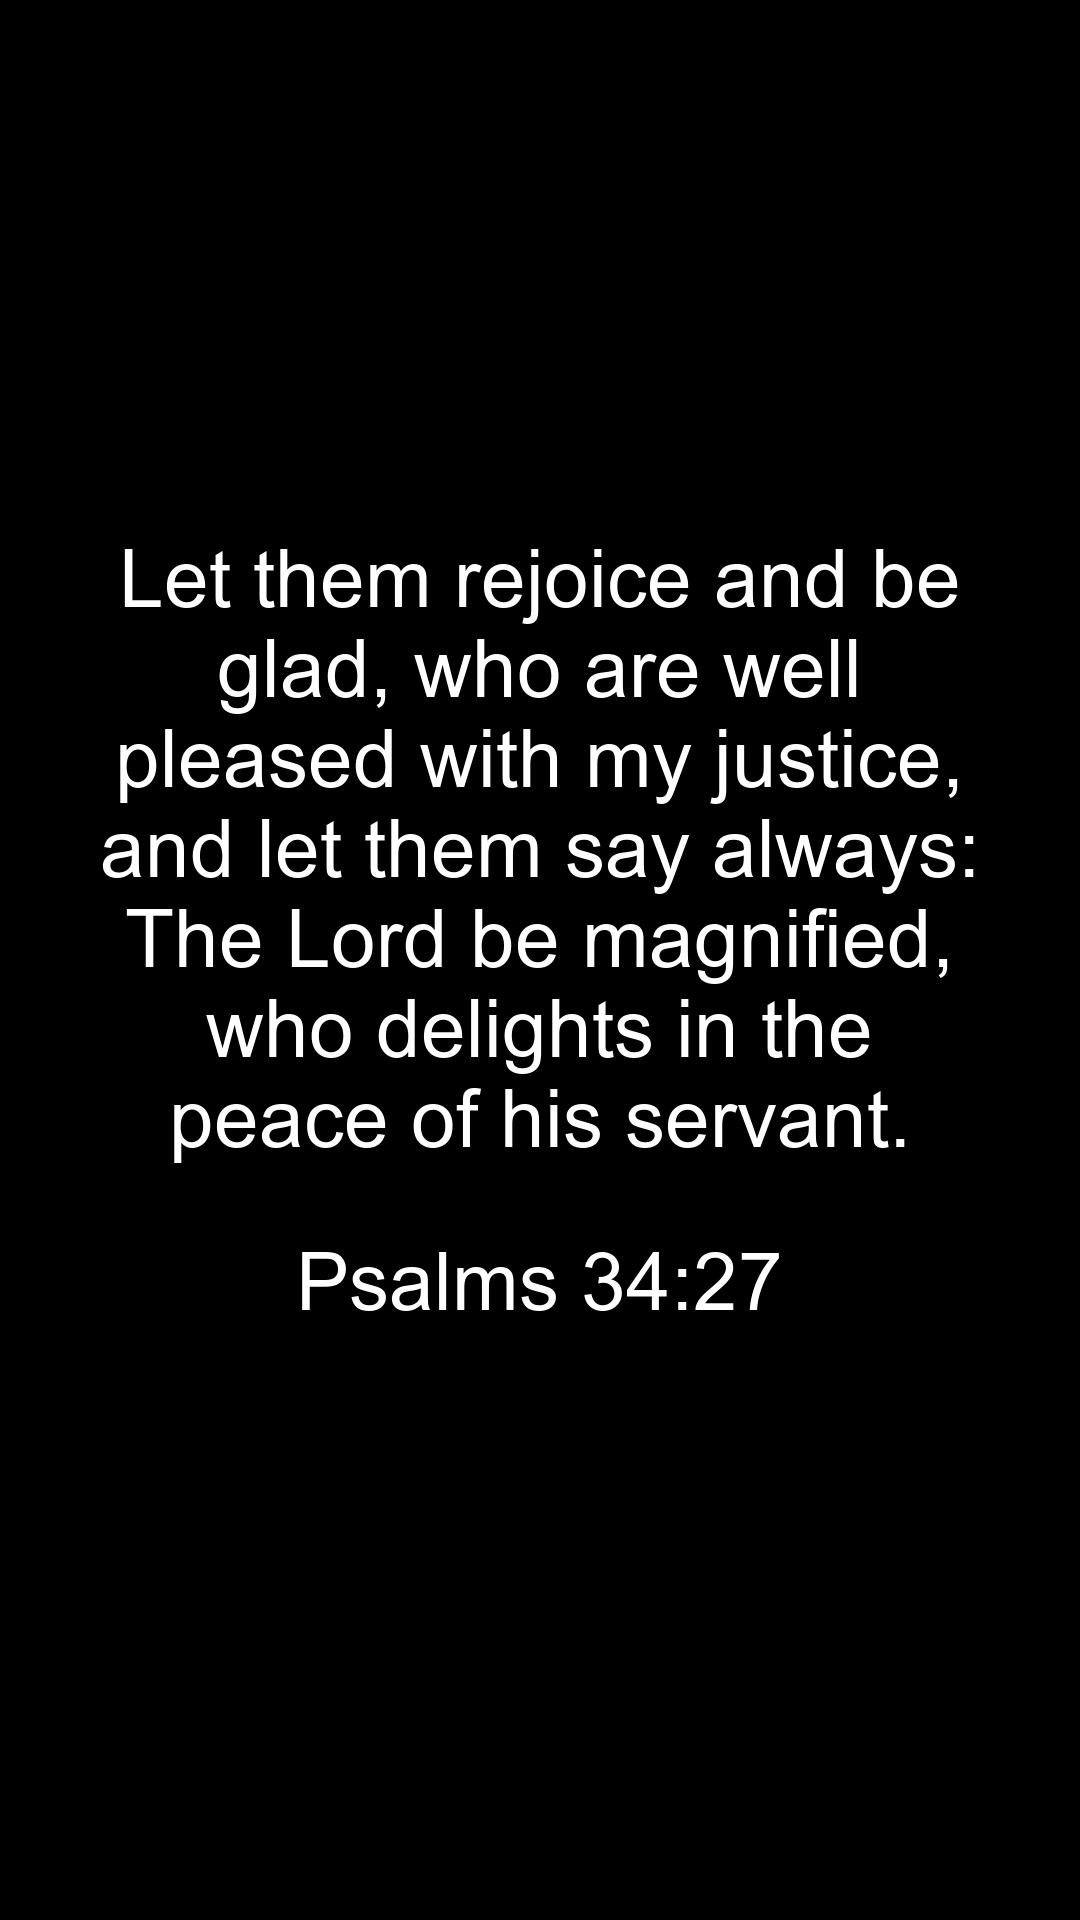 Let them rejoice and be
glad, who are well
pleased with my justice,
and let them say always:
The Lord be magnified,
who delights in the
peace of his servant.
Psalms 34:27